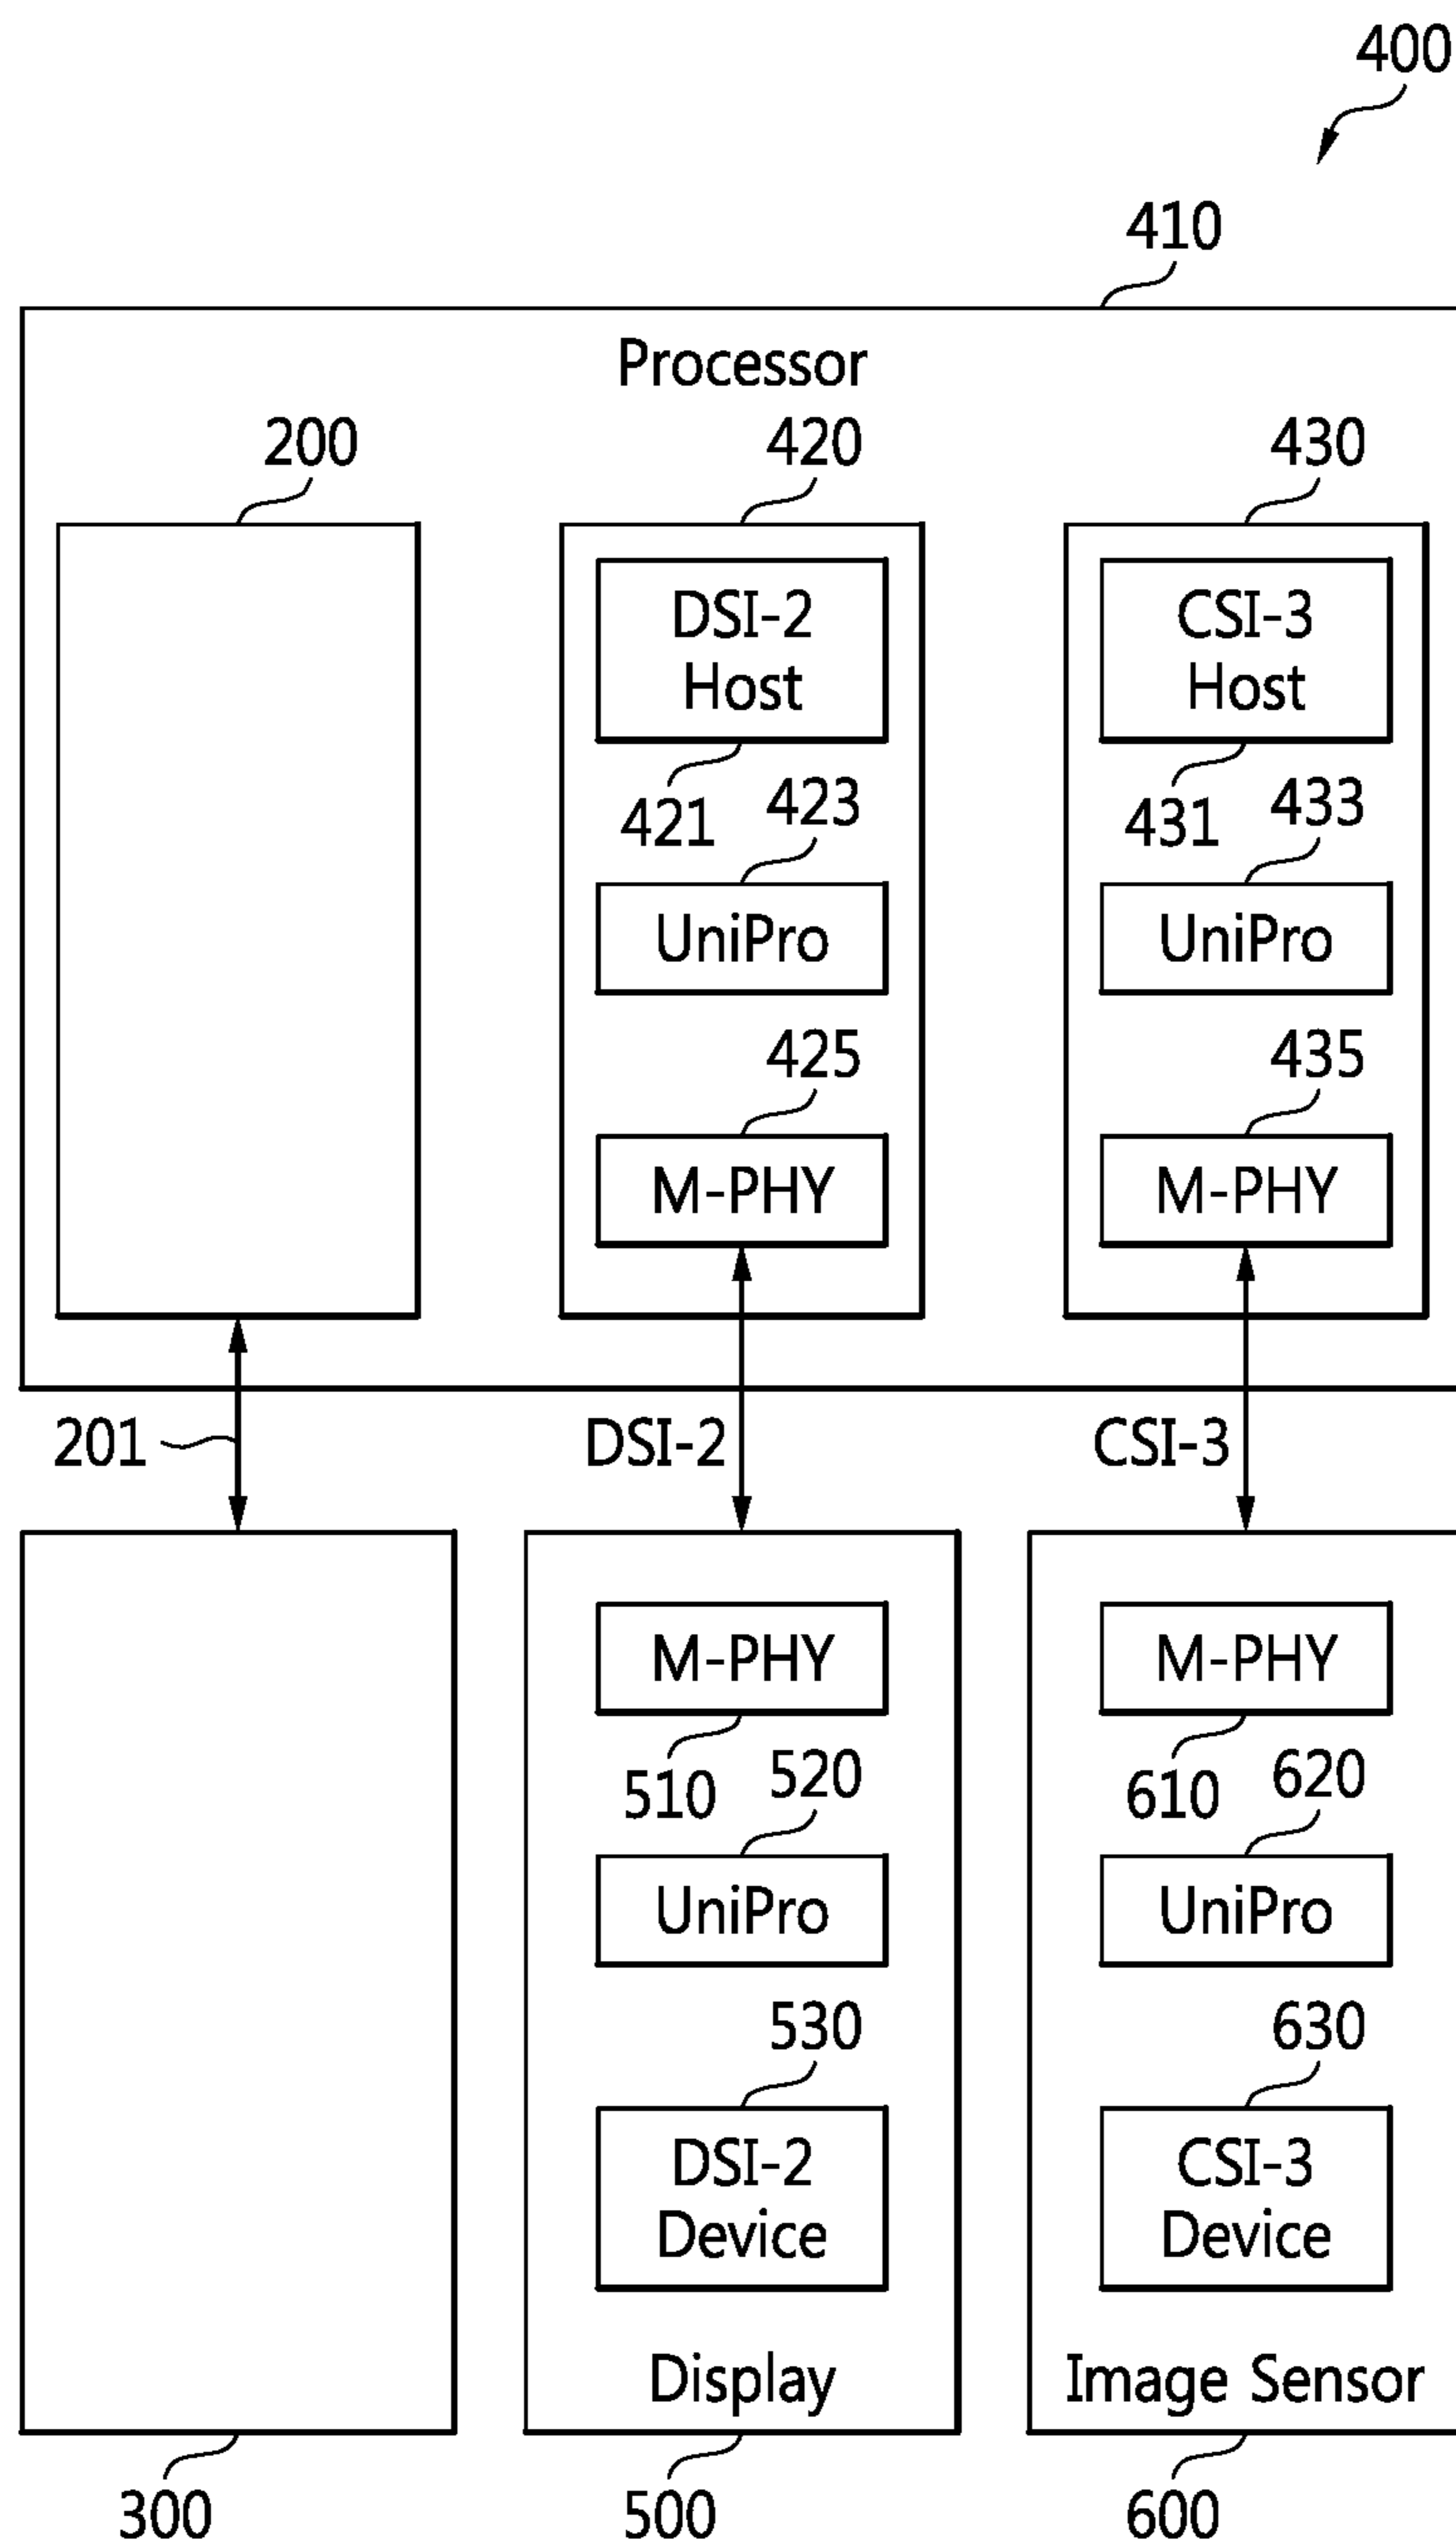 400
410
Processor
200
420
430
DSI-2
Host
CSI-3
Host
421
423
431
433
UniPro
UniPro
425
435
M-PHY
M-PHY
201
DSI-2
CSI-3
M-PHY
M-PHY
510
520
610
620
UniPro
UniPro
530
630
DSI-2
Device
CSI-3
Device
Display
Image Sensor
300
500
600